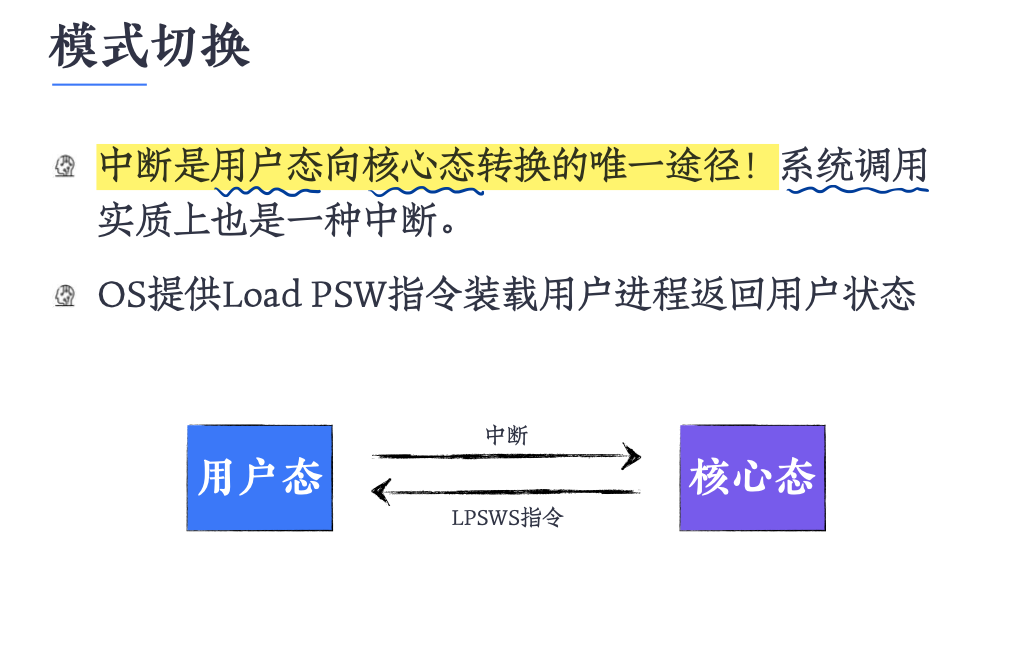 模式切换
中断是用户态向核心态转换的唯一途径！系统调用
实质上也是一种中断。
OS提供Load PSW指令装载用户进程返回用户状态
中断
用户态
核心态
LPSWS指令